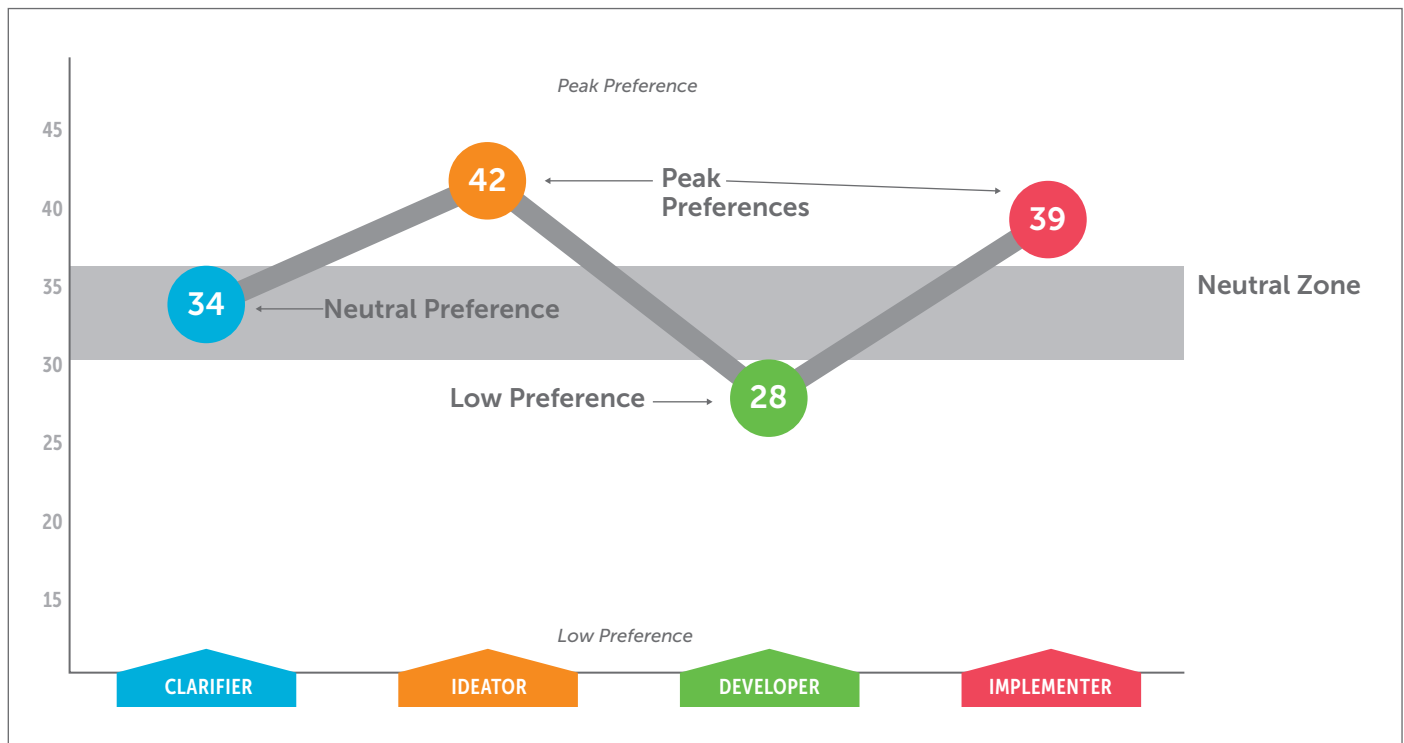 Peak Preference
45
42
Peak
Preferences
40
39
35
Neutral Zone
34
Neutral Preference
30
Low Preference
28
25
20
15
Low Preference
CLARIFIER
IDEATOR
DEVELOPER
IMPLEMENTER